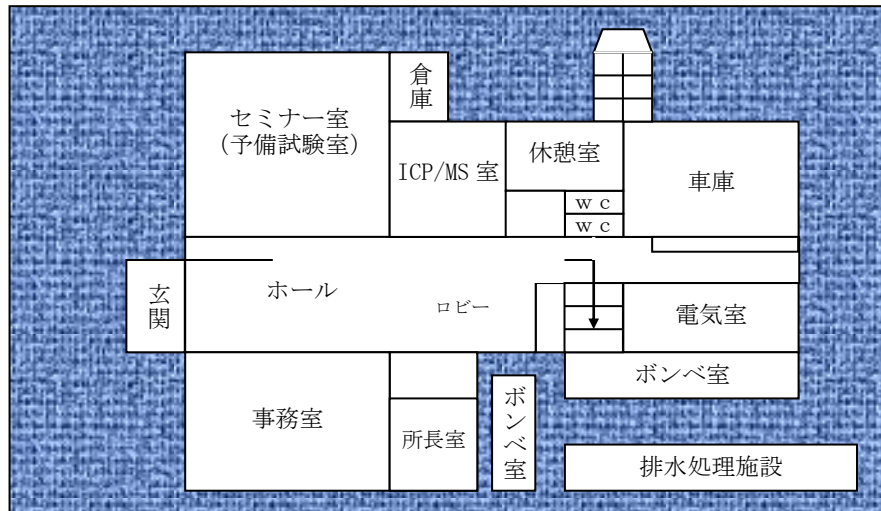 倉庫
セミナー室
（予備試験室）
ICP/MS 室
休憩室
車庫
ｗｃ
ｗｃ
玄関
ホール
ロビー
電気室
ボンベ室
事務室
所長室
ボンベ室
排水処理施設